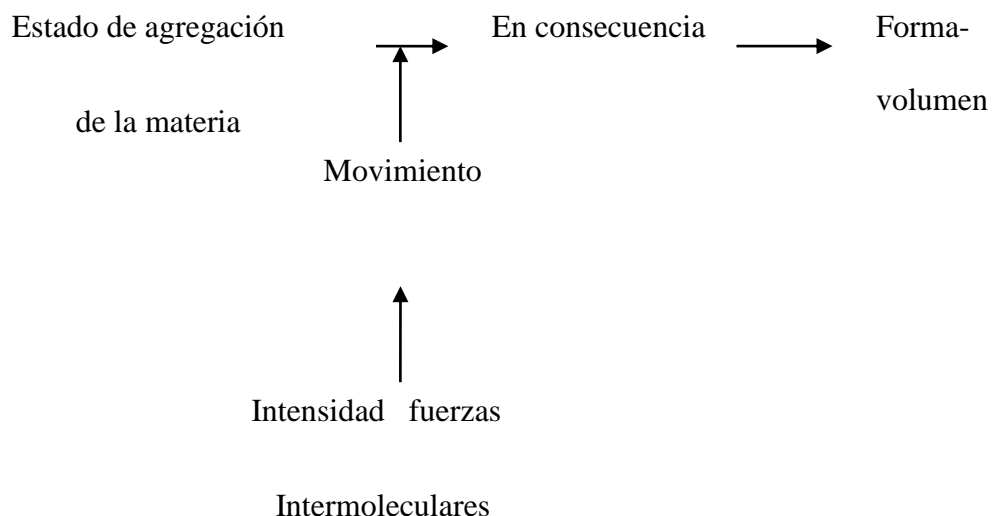 Estado de agregación En consecuencia Forma-
de la materia volumen
Movimiento
Intensidad fuerzas
Intermoleculares